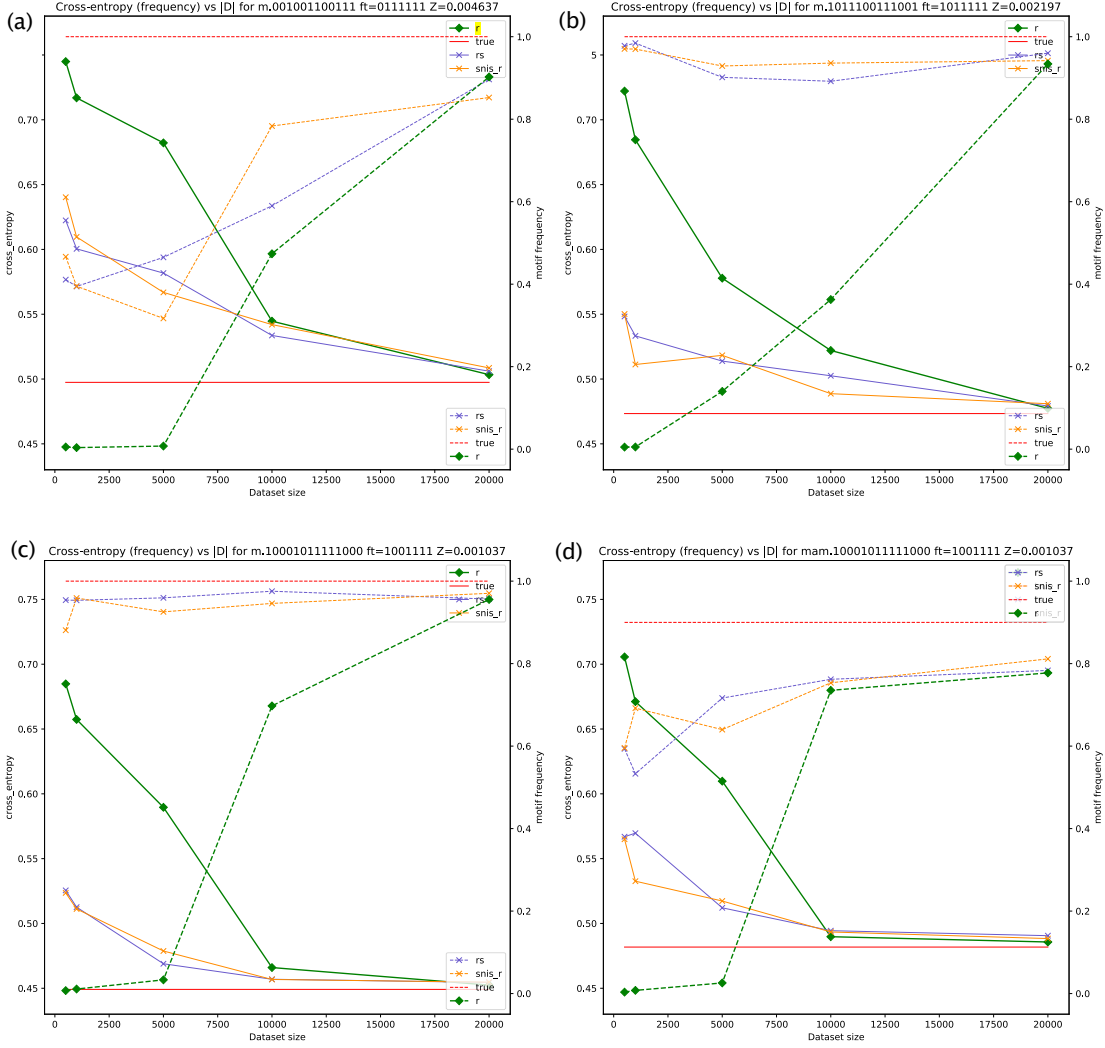 (a)
Cross-entropy (frequency) vs |D| for m.001001100111 ft=0111111 Z=0.004637
r
true
rs
snis_r
1.0
0.8
0.6
0.4
0.2
0.0
motif frequency
0,70
0,65
0,60
0,55
0,50
0,45
cross_entropy
rs
snis_r
true
r
0
2500
5000
7500
10000
12500
15000
17500
20000
Dataset size
(b)
Cross-entropy (frequency) vs |D| for m.1011100111001 ft=1011111 Z=0.002197
r
true
rs
snis_r
1.0
0.8
0.6
0.4
0.2
0.0
motif frequency
5
0,70
0,65
0,60
0,55
0,50
0,45
cross_entropy
rs
snis_r
true
r
0
2500
5000
7500
10000
12500
15000
17500
20000
Dataset size
(c)
Cross-entropy (frequency) vs |D| for m.10001011111000 ft=1001111 Z=0.001037
r
true
rs
snis_r
1.0
0.8
0.6
0.4
0.2
0.0
motif frequency
0.75
0.70
0.65
0.60
0.55
0.50
0.45
cross_entropy
rs
snis_r
true
r
0
2500
5000
7500
10000
12500
15000
17500
20000
Dataset size
(d)
Cross-entropy (frequency) vs |D| for mam.10001011111000 ft=1001111 Z=0.001037
rs
snis_r
true
r
snis_r
1.0
0.8
0.6
0.4
0.2
0.0
motif frequency
0,75
0,70
0,65
0,60
0,55
0,50
0,45
cross_entropy
0
2500
5000
7500
10000
12500
15000
17500
20000
Dataset size